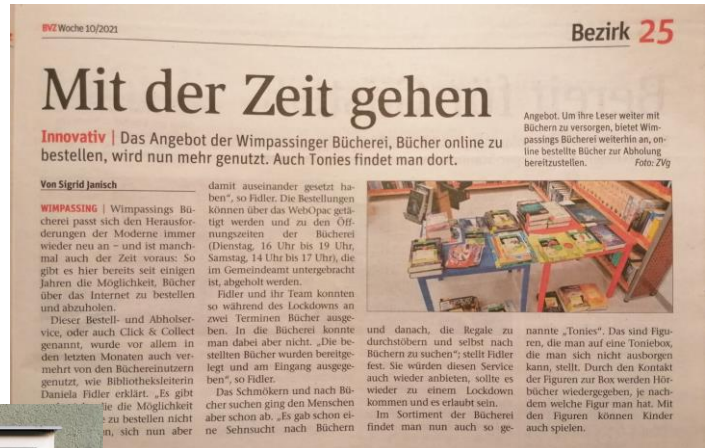 BVZ Woche 10/2021
Bezirk 25
Mit der Zeit gehen
Innovativ | Das Angebot der Wimpassinger Bücherei, Bücher online zu
bestellen, wird nun mehr genutzt. Auch Tonies findet man dort.
Angebot. Um ihre Leser weiter mit
Büchern zu versorgen, bietet Wim-
passings Bücherei weiterhin an, on-
line bestellte Bücher zur Abholung
bereitzustellen. Foto: ZVg
Von Sigrid Janisch
WIMPASSING | Wimpassings Bü-
cherei passt sich den Herausfor-
derungen der Moderne immer
wieder neu an – und ist manch-
mal auch der Zeit voraus: So
gibt es hier bereits seit einigen
Jahren die Möglichkeit, Bücher
über das Internet zu bestellen
und abzuholen.
Dieser Bestell- und Abholser-
vice, oder auch Click & Collect
genannt, wurde vor allem in
den letzten Monaten auch ver-
mehrt von den Büchereinutzern
genutzt, wie Bibliotheksleiterin
Daniela Fidler erklärt. „Es gibt
die die Möglichkeit
zu bestellen nicht
sich nun aber
damit auseinander gesetzt ha-
ben“, so Fidler. Die Bestellungen
können über das WebOpac getä-
tigt werden und zu den Öff-
nungszeiten der Bücherei
(Dienstag, 16 Uhr bis 19 Uhr,
Samstag, 14 Uhr bis 17 Uhr), die
im Gemeindeamt untergebracht
ist, abgeholt werden.
Fidler und ihr Team konnten
so während des Lockdowns an
zwei Terminen Bücher ausge-
ben. In die Bücherei konnte
man dabei aber nicht. „Die be-
stellten Bücher wurden bereitge-
legt und am Eingang ausgege-
ben“, so Fidler.
Das Schmökern und nach Bü-
cher suchen ging den Menschen
aber schon ab. „Es gab schon ei-
ne Sehnsucht nach Büchern
und danach, die Regale zu
durchstöbern und selbst nach
Büchern zu suchen“; stellt Fidler
fest. Sie würden diesen Service
auch wieder anbieten, sollte es
wieder zu einem Lockdown
kommen und es erlaubt sein.
Im Sortiment der Bücherei
findet man nun auch so ge-
nannte „Tonies“. Das sind Figu-
ren, die man auf eine Toniebox,
die man sich nicht ausborgen
kann, stellt. Durch den Kontakt
der Figuren zur Box werden Hör-
bücher wiedergegeben, je nach-
dem welche Figur man hat. Mit
den Figuren können Kinder
auch spielen.